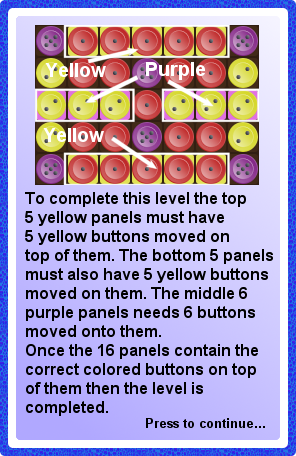 Yellow
Purple
Yellow
To complete this level the top
5 yellow panels must have
5 yellow buttons moved on
top of them. The bottom 5 panels
must also have 5 yellow buttons
moved on them. The middle 6
purple panels needs 6 buttons
moved onto them.
Once the 16 panels contain the
correct colored buttons on top
of them then the level is
completed.
Press to continue...